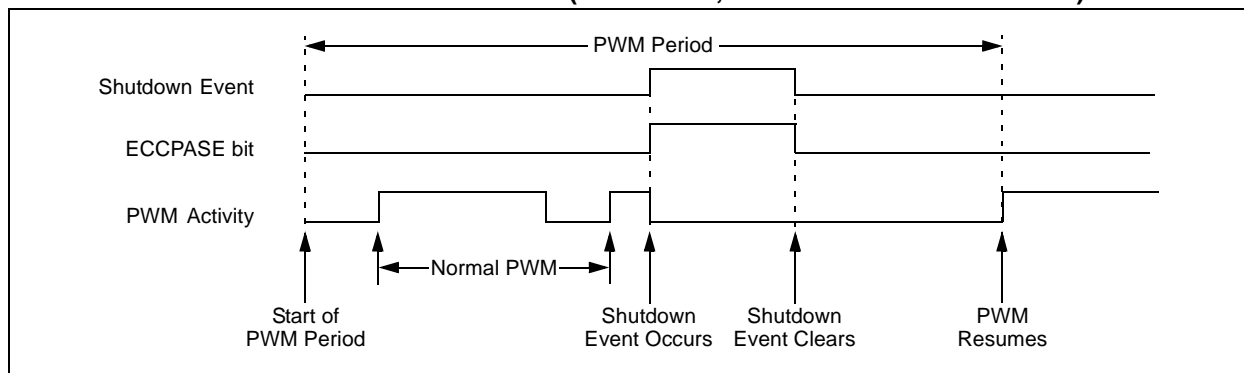 PWM Period
Shutdown Event
ECCPASE bit
PWM Activity
Normal PWM
Start of
PWM Period
Shutdown
Event Occurs
Shutdown
Event Clears
PWM
Resumes